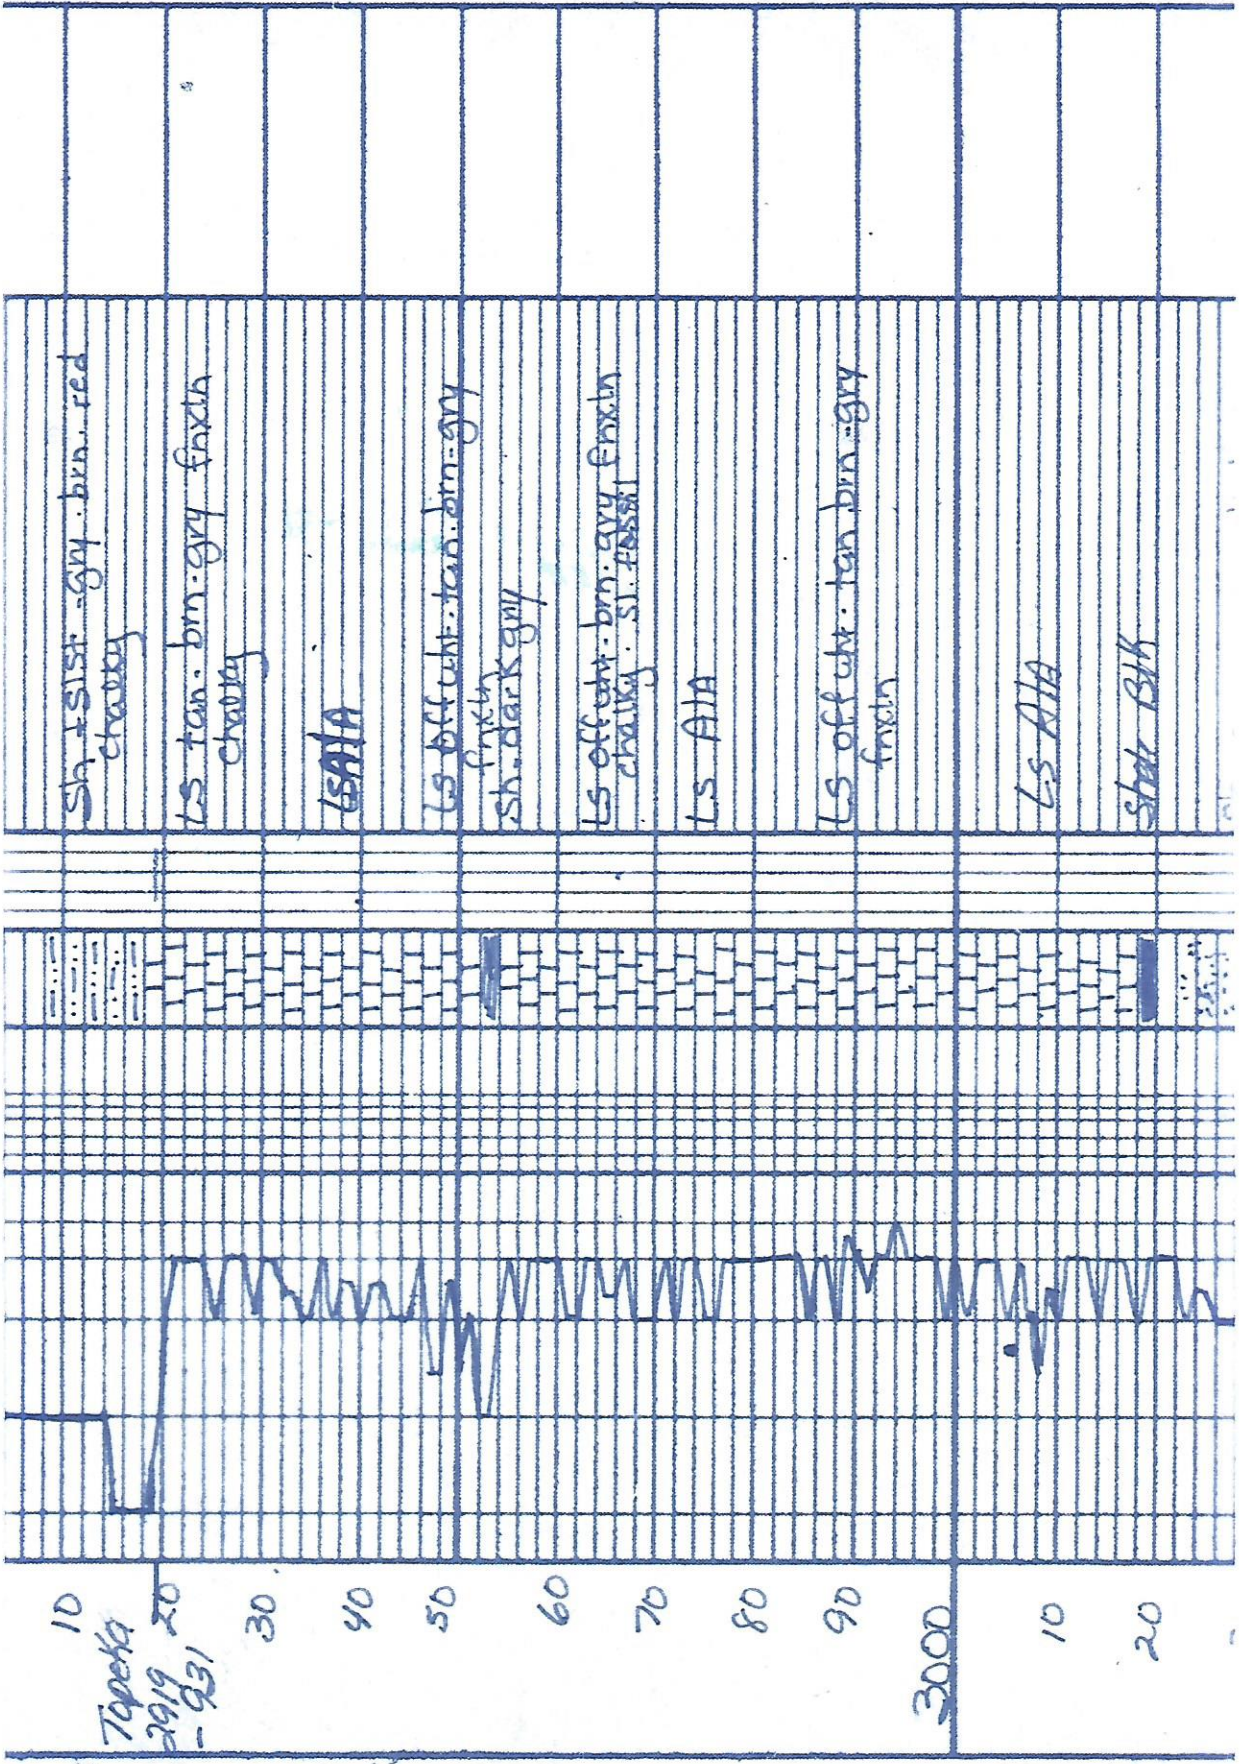 10
Topeka
2919
-931
20
30
40
50
60
70
80
90
3000
10
20
Sh. + Slst - gry. brn. red
chalky
LS tan. brn. gry fnxln
chalky
LS A/A
LS off wht. tan. brn-gry
fnxln
Sh. dark gry
LS off wht. brn. gry fnxln
chalky. sl. fossil
LS A/A
LS off wht. tan brn-gry
fnxln
LS A/A
Shale Blk